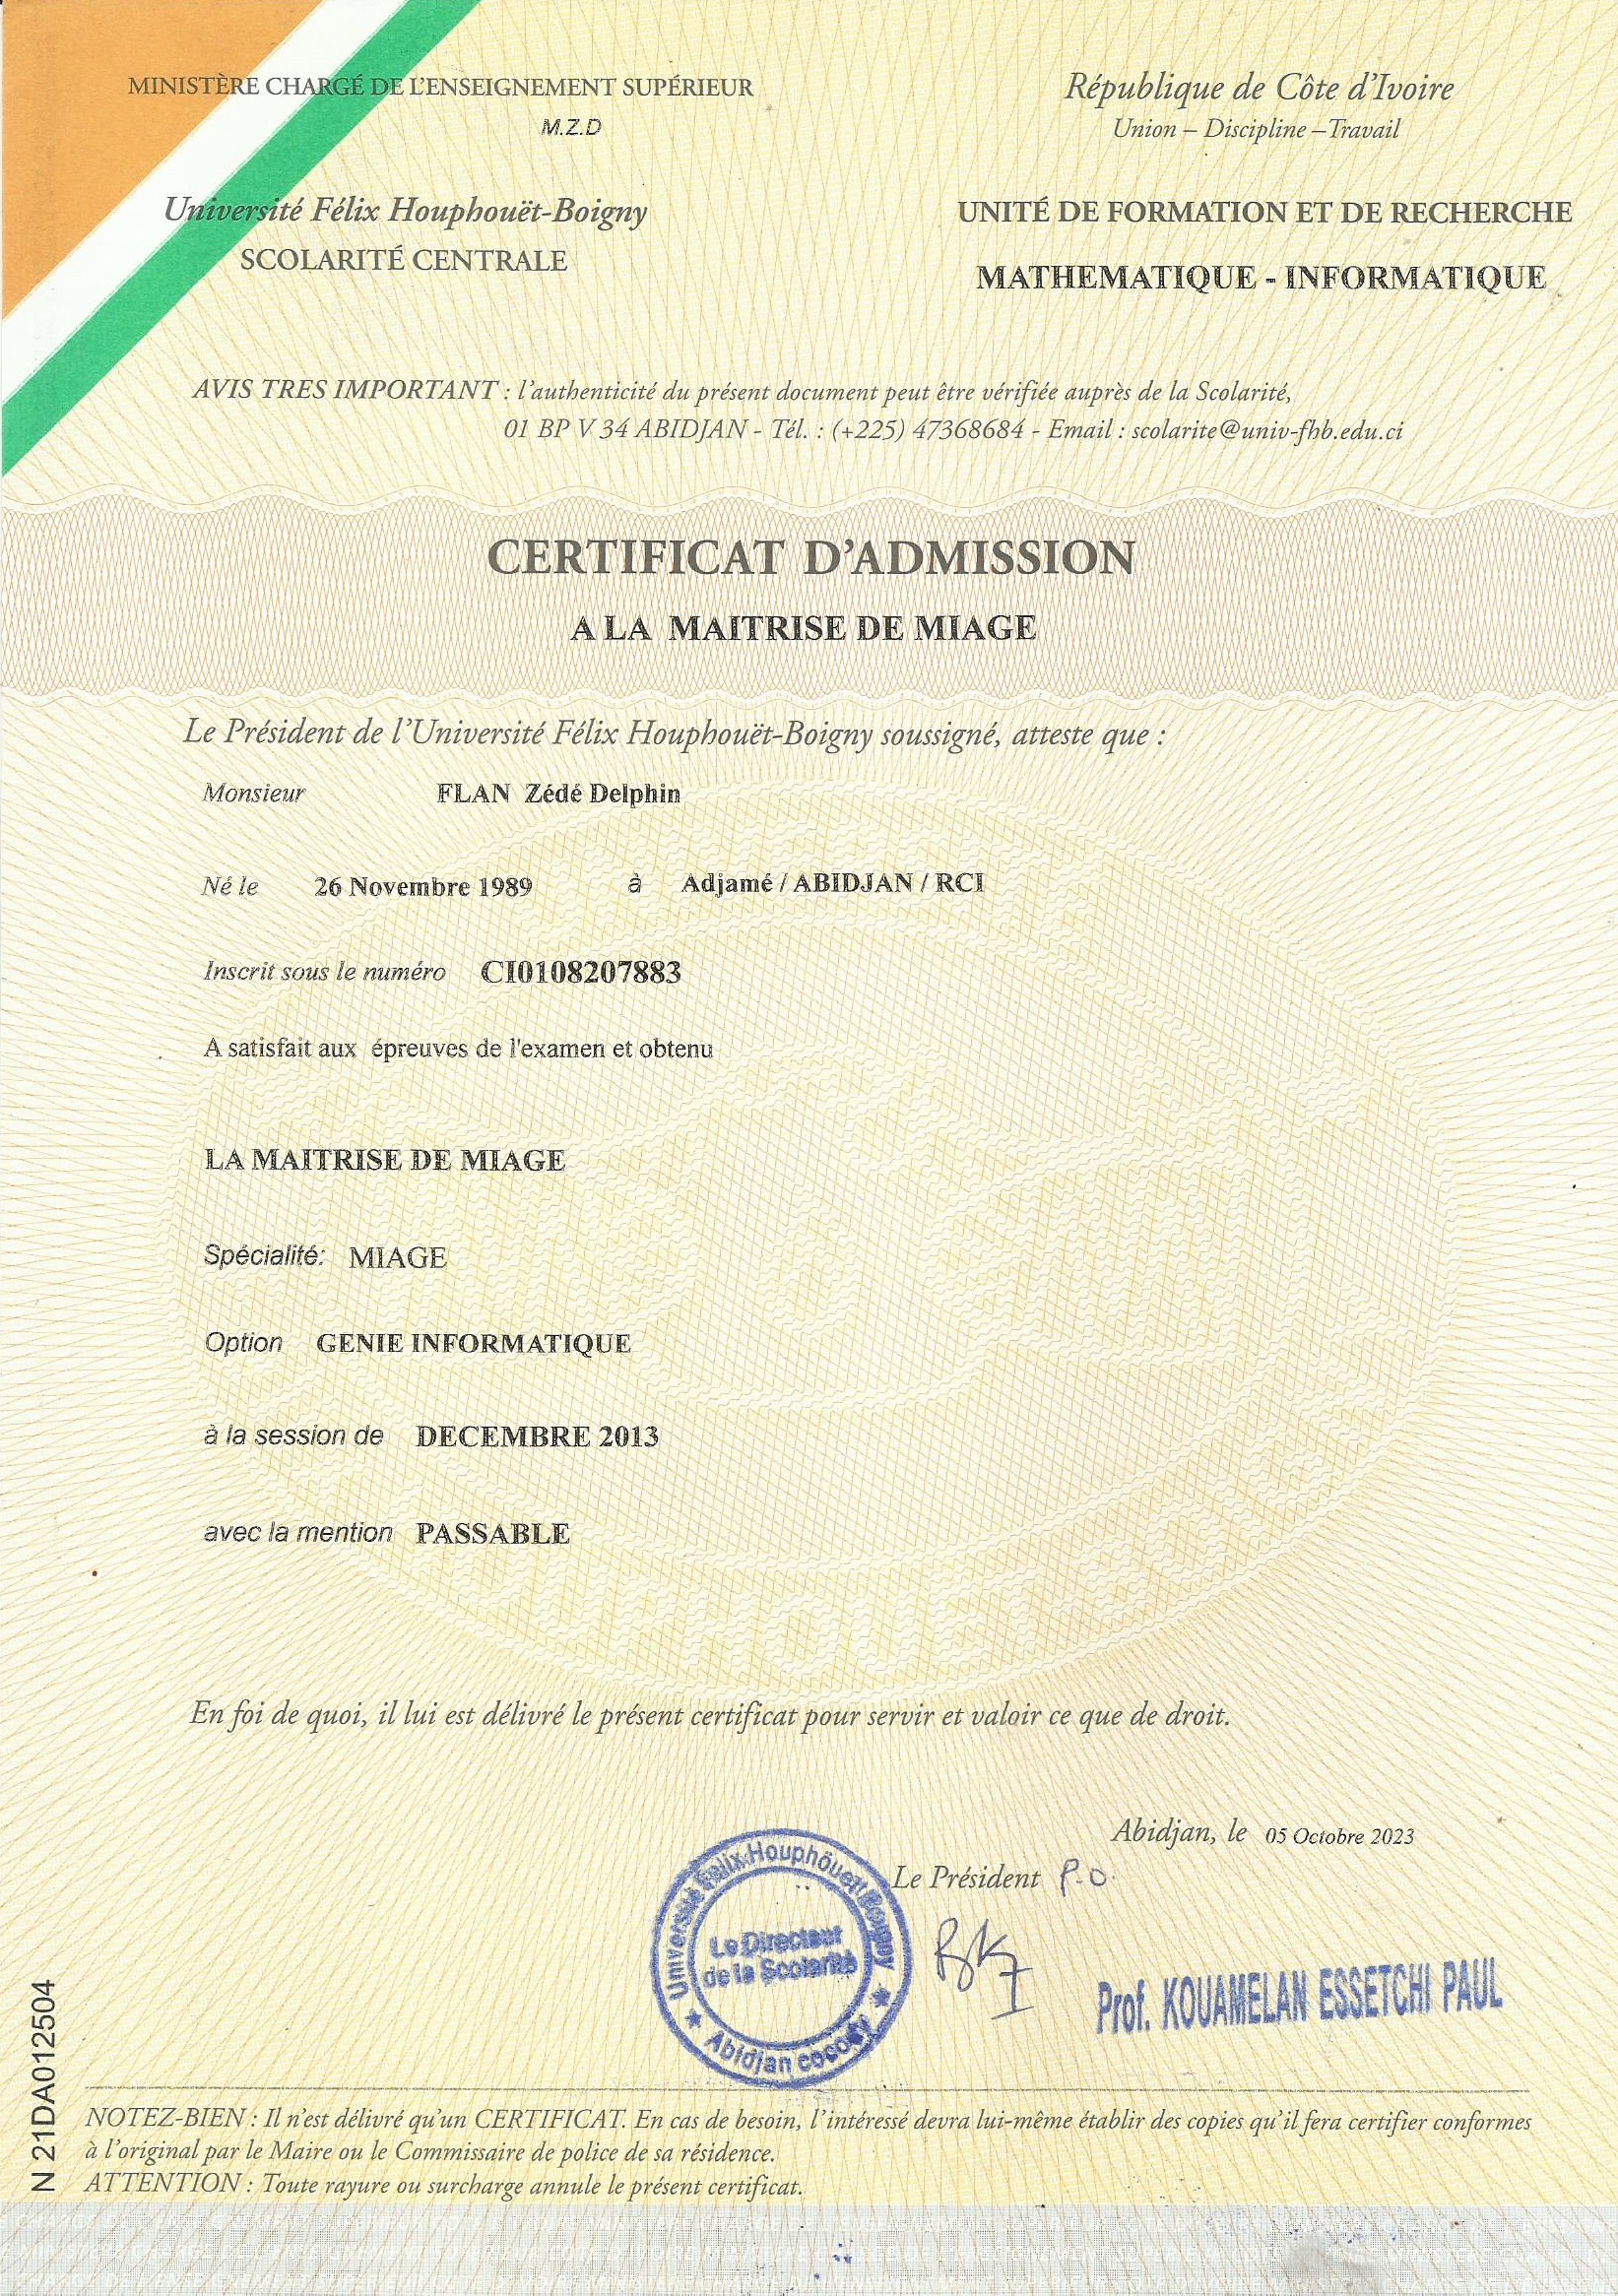 MINISTÈRE CHARGÉ DE L'ENSEIGNEMENT SUPÉRIEUR
M.Z.D
République de Côte d'Ivoire
Union – Discipline –Travail
Université Félix Houphouët-Boigny
SCOLARITÉ CENTRALE
UNITÉ DE FORMATION ET DE RECHERCHE
MATHEMATIQUE - INFORMATIQUE
AVIS TRES IMPORTANT : l'authenticité du présent document peut être vérifiée auprès de la Scolarité,
01 BP V 34 ABIDJAN - Tél. : (+225) 47368684 - Email : scolarite@univ-fhb.edu.ci
CERTIFICAT D'ADMISSION
A LA MAITRISE DE MIAGE
Le Président de l'Université Félix Houphouët-Boigny soussigné, atteste que :
Monsieur FLAN Zédé Delphin
Né le 26 Novembre 1989 à Adjamé / ABIDJAN / RCI
Inscrit sous le numéro CI0108207883
A satisfait aux épreuves de l'examen et obtenu
LA MAITRISE DE MIAGE
Spécialité: MIAGE
Option GENIE INFORMATIQUE
à la session de DECEMBRE 2013
avec la mention PASSABLE
En foi de quoi, il lui est délivré le présent certificat pour servir et valoir ce que de droit.
Abidjan, le 05 Octobre 2023
Le Président P.O.
Université Félix Houphöuet Boigny
Le Directeur
de la Scolarité
Abidjan cocody
Prof. KOUAMELAN ESSETCHI PAUL
N 21DA012504
NOTEZ-BIEN : Il n'est délivré qu'un CERTIFICAT. En cas de besoin, l'intéressé devra lui-même établir des copies qu'il fera certifier conformes
à l'original par le Maire ou le Commissaire de police de sa résidence.
ATTENTION : Toute rayure ou surcharge annule le présent certificat.